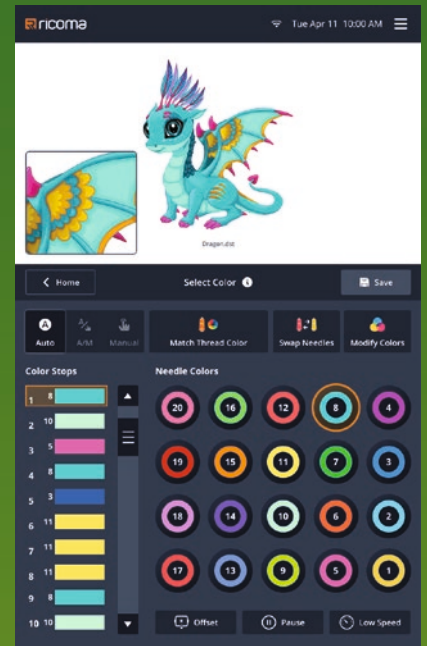 ricoma Tue Apr 11 10:00 AM
Dragon.dst
Home Select Color Save
A
Auto A/M Manual Match Thread Color Swap Needles Modify Colors
Color Stops Needle Colors
1 8
2 10
3 5
4 8
5 3
6 11
7 11
8 11
9 8
10 10
20 16 12 8 4
19 15 11 7 3
18 14 10 6 2
17 13 9 5 1
Offset Pause Low Speed